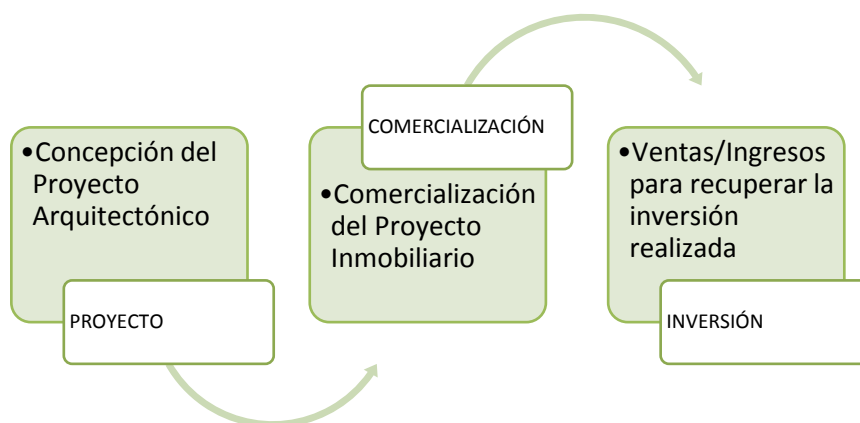 •Concepción del
Proyecto
Arquitectónico
PROYECTO
COMERCIALIZACIÓN
•Comercialización
del Proyecto
Inmobiliario
•Ventas/Ingresos
para recuperar la
inversión
realizada
INVERSIÓN